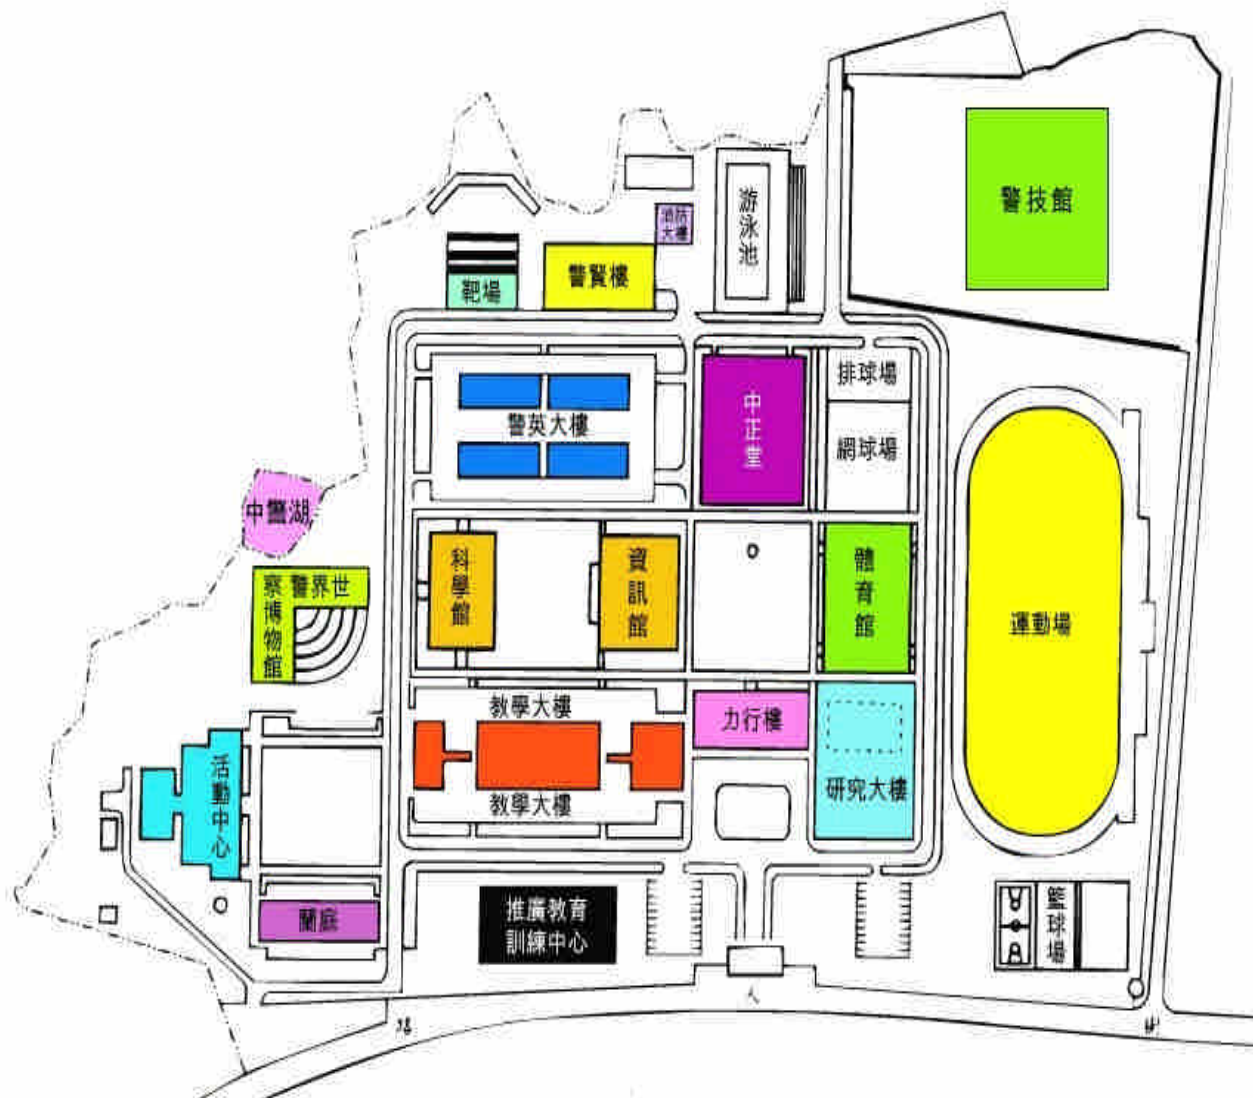 警技館
游泳池
消防
大樓
警賢樓
靶場
排球場
中正堂
警英大樓
網球場
中警湖
科學館
資訊館
體育館
世界警察博物館
運動場
教學大樓
力行樓
活動中心
研究大樓
教學大樓
蘭庭
推廣教育
訓練中心
籃球場